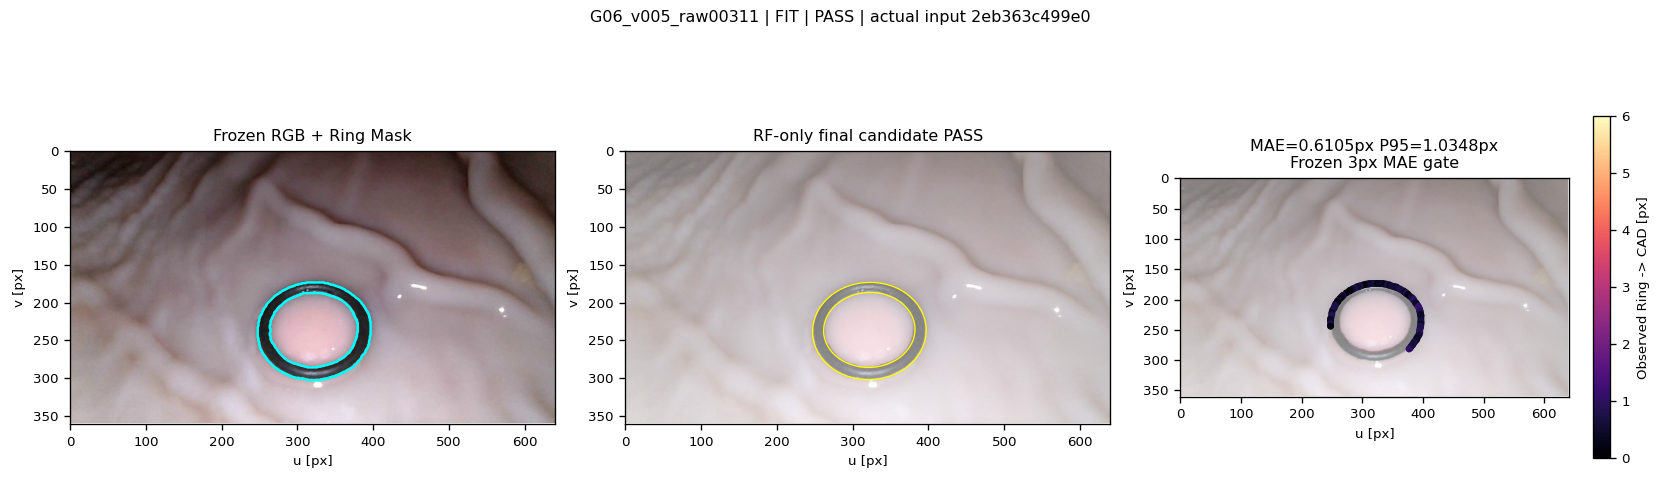 G06_v005_raw00311 | FIT | PASS | actual input 2eb363c499e0
Frozen RGB + Ring Mask
0
50
100
150
200
250
300
350
v [px]
0 100 200 300 400 500 600
u [px]
RF-only final candidate PASS
0
50
100
150
200
250
300
350
v [px]
0 100 200 300 400 500 600
u [px]
MAE=0.6105px P95=1.0348px
Frozen 3px MAE gate
0
50
100
150
200
250
300
350
v [px]
0 100 200 300 400 500 600
u [px]
6
5
4
3
2
1
0
Observed Ring -> CAD [px]